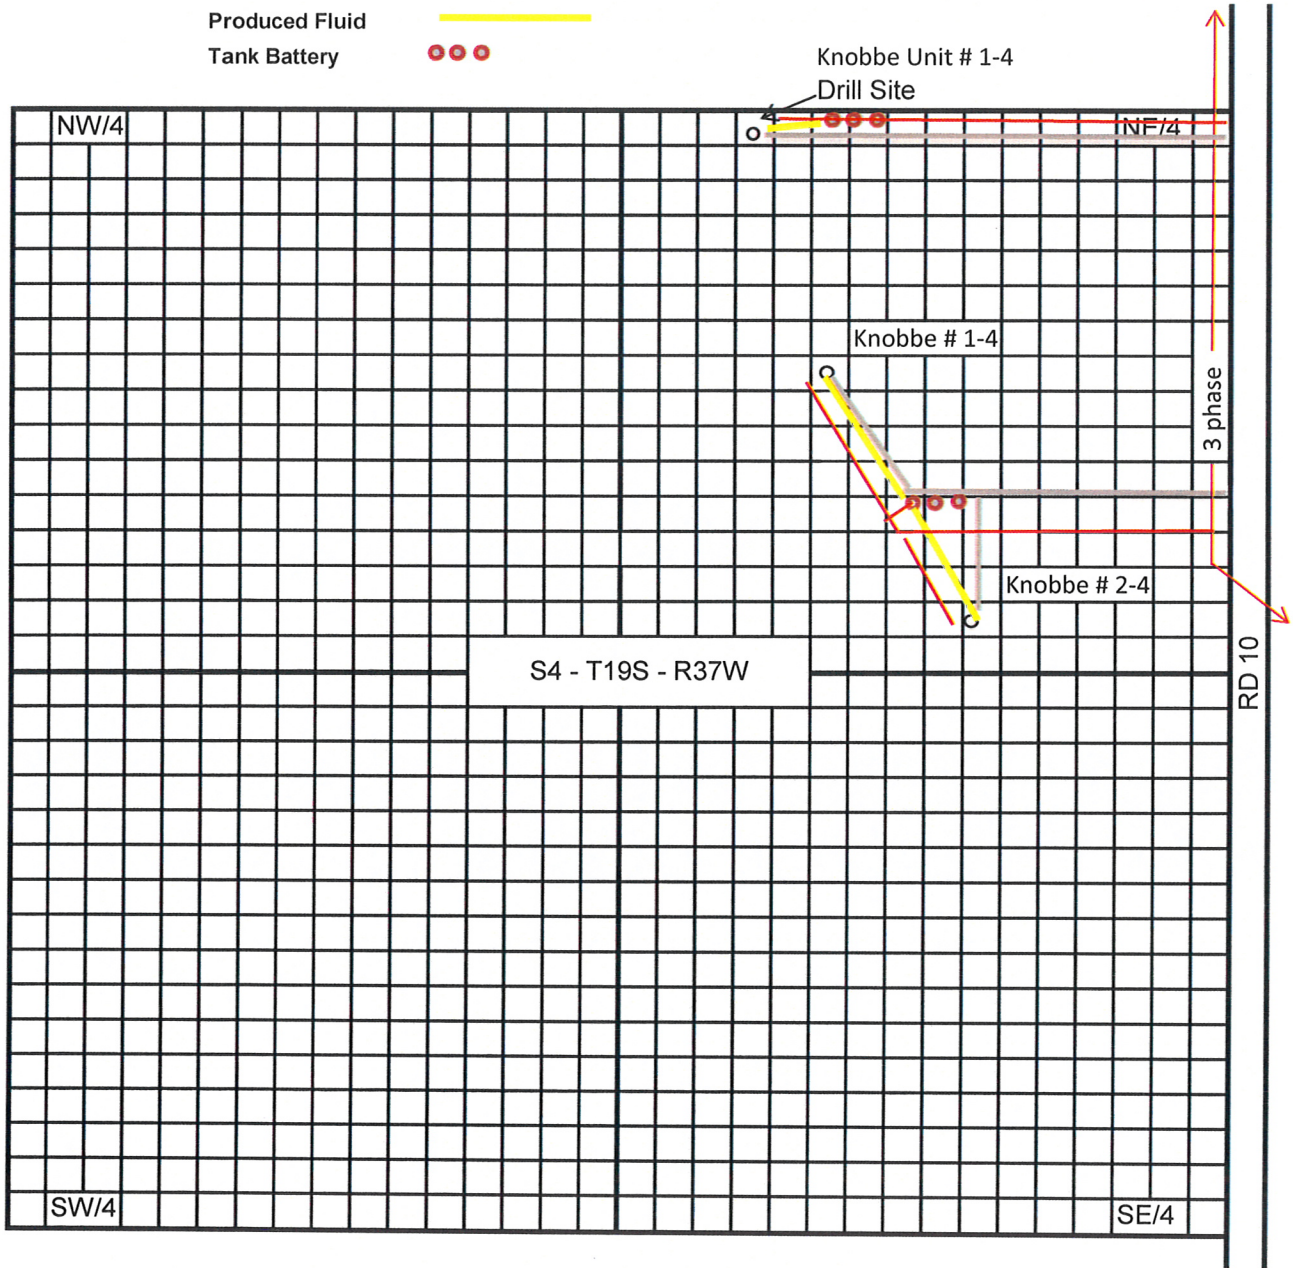 Produced Fluid
Tank Battery
Knobbe Unit # 1-4
Drill Site
NW/4
NE/4
Knobbe # 1-4
3 phase
Knobbe # 2-4
S4 - T19S - R37W
RD 10
SW/4
SE/4